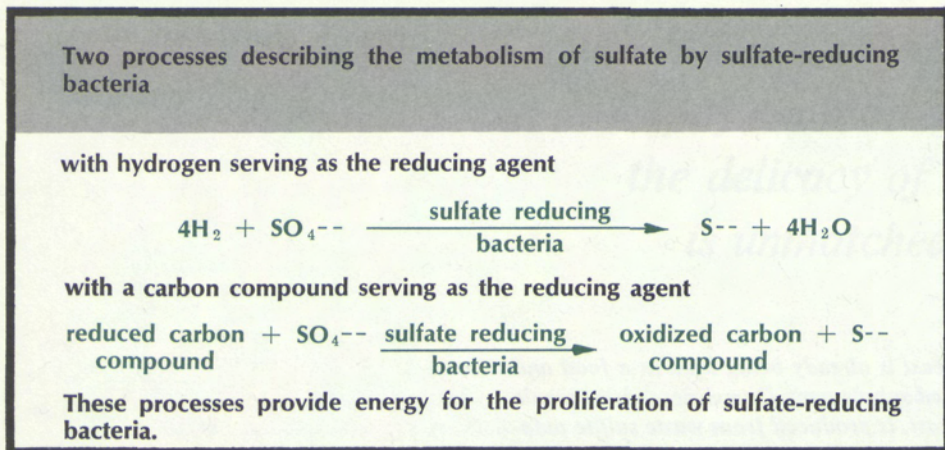 Two processes describing the metabolism of sulfate by sulfate-reducing
bacteria
with hydrogen serving as the reducing agent
4H₂ + SO₄-- sulfate reducing bacteria → S-- + 4H₂O
with a carbon compound serving as the reducing agent
reduced carbon compound + SO₄-- sulfate reducing bacteria → oxidized carbon compound + S--
These processes provide energy for the proliferation of sulfate-reducing
bacteria.